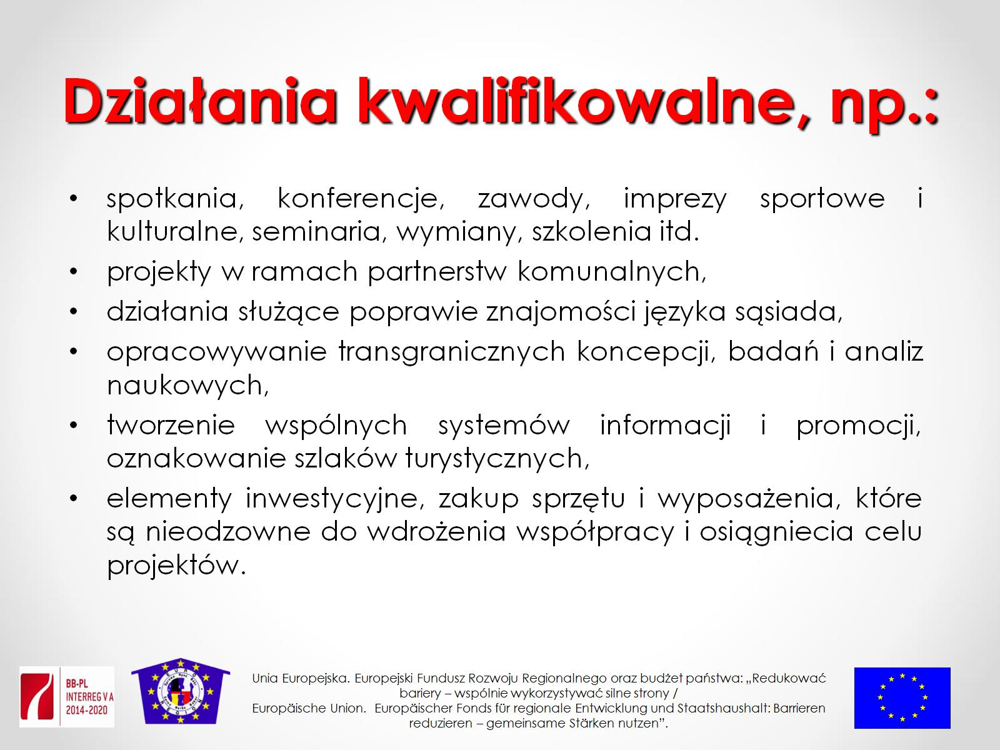 Działania kwalifikowalne, np.:
• spotkania, konferencje, zawody, imprezy sportowe i
kulturalne, seminaria, wymiany, szkolenia itd.
• projekty w ramach partnerstw komunalnych,
• działania służące poprawie znajomości języka sąsiada,
• opracowywanie transgranicznych koncepcji, badań i analiz
naukowych,
• tworzenie wspólnych systemów informacji i promocji,
oznakowanie szlaków turystycznych,
• elementy inwestycyjne, zakup sprzętu i wyposażenia, które
są nieodzowne do wdrożenia współpracy i osiągniecia celu
projektów.
BB-PL
INTERREG V A
2014-2020
EURO
REGION
Unia Europejska. Europejski Fundusz Rozwoju Regionalnego oraz budżet państwa: „Redukować
bariery – wspólnie wykorzystywać silne strony /
Europäische Union. Europäischer Fonds für regionale Entwicklung und Staatshaushalt: Barrieren
reduzieren – gemeinsame Stärken nutzen”.